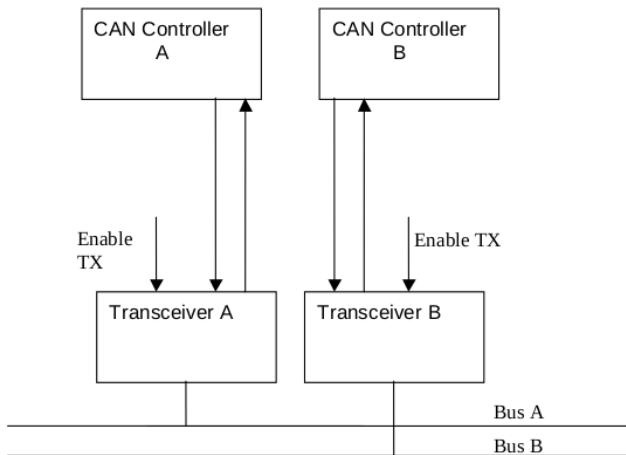 CAN Controller
A
CAN Controller
B
Enable
TX
Enable TX
Transceiver A
Transceiver B
Bus A
Bus B